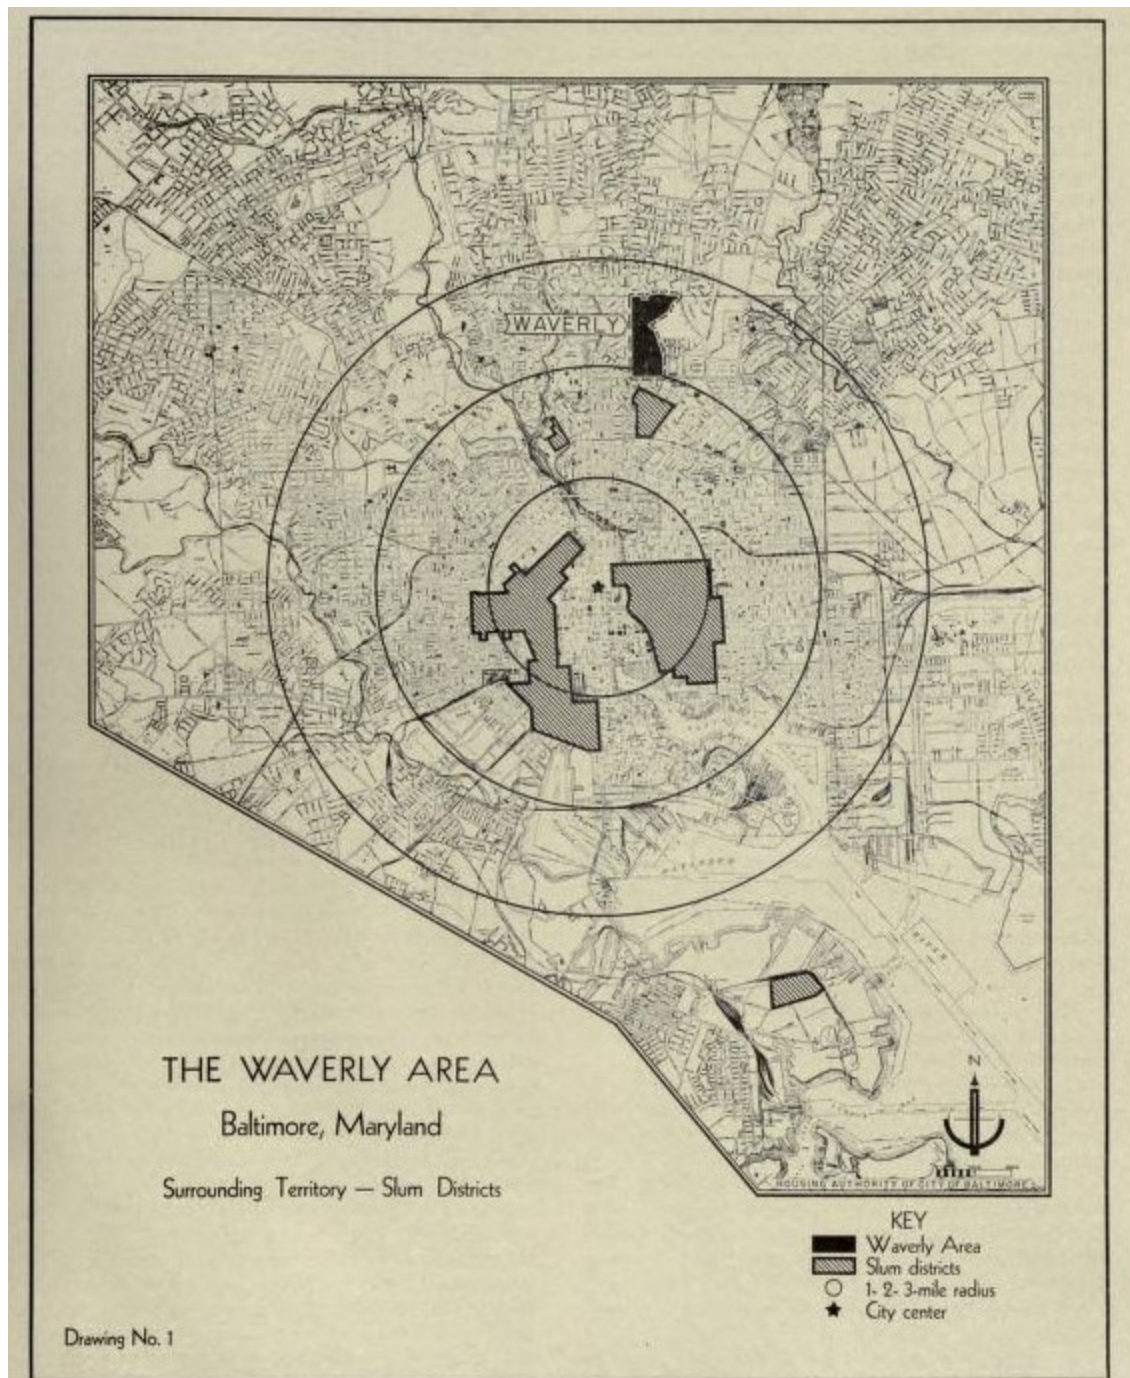 WAVERLY
HARBOR
N
HOUSING AUTHORITY OF CITY OF BALTIMORE
THE WAVERLY AREA
Baltimore, Maryland
Surrounding Territory — Slum Districts
KEY
Waverly Area
Slum districts
1- 2- 3-mile radius
City center
Drawing No. 1